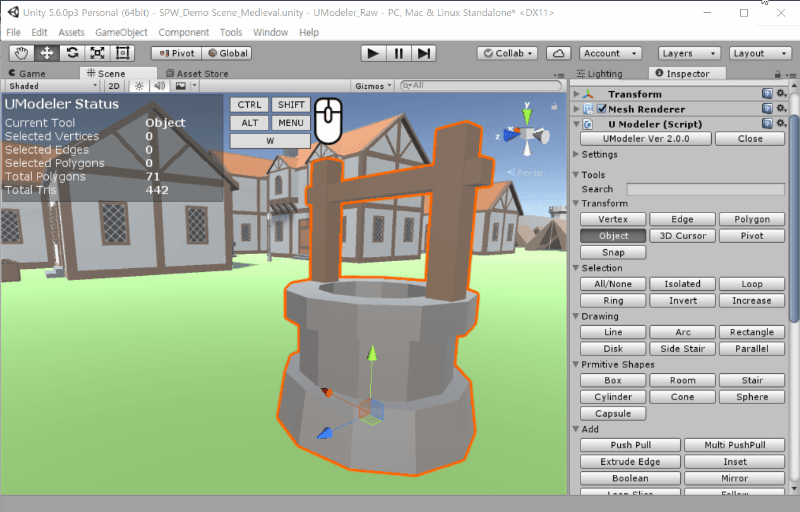 Unity 5.6.0p3 Personal (64bit) - SPW_Demo Scene_Medieval.unity - UModeler_Raw - PC, Mac & Linux Standalone* <DX11>
File Edit Assets GameObject Component Tools Window Help
Pivot Global Collab Account Layers Layout
Game Scene Asset Store Lighting Inspector
Shaded 2D Gizmos All
UModeler Status
Current Tool Object
Selected Vertices 0
Selected Edges 0
Selected Polygons 0
Total Polygons 71
Total Tris 442
CTRL SHIFT
ALT MENU
W
y
x
z
Persp
Transform
Mesh Renderer
U Modeler (Script)
UModeler Ver 2.0.0 Close
Settings
Tools
Search
Transform
Vertex Edge Polygon
Object 3D Cursor Pivot
Snap
Selection
All/None Isolated Loop
Ring Invert Increase
Drawing
Line Arc Rectangle
Disk Side Stair Parallel
Prmitive Shapes
Box Room Stair
Cylinder Cone Sphere
Capsule
Add
Push Pull Multi PushPull
Extrude Edge Inset
Boolean Mirror
Loop Slice Follow